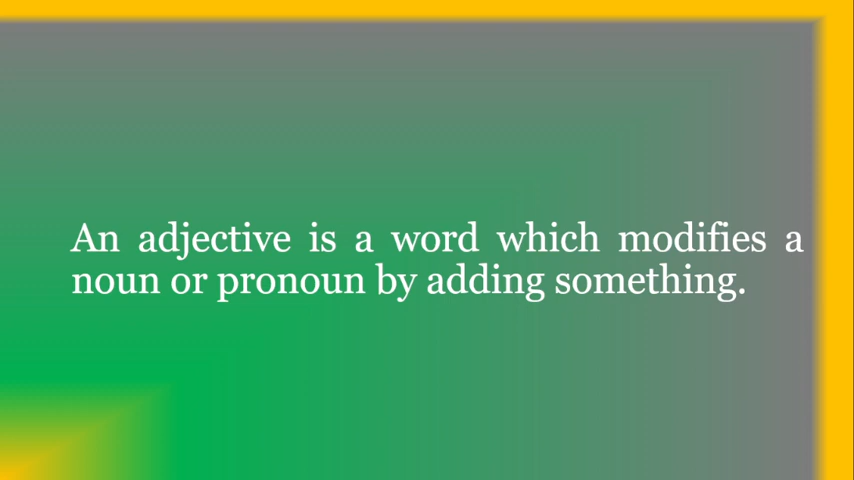 An adjective is a word which modifies a
noun or pronoun by adding something.